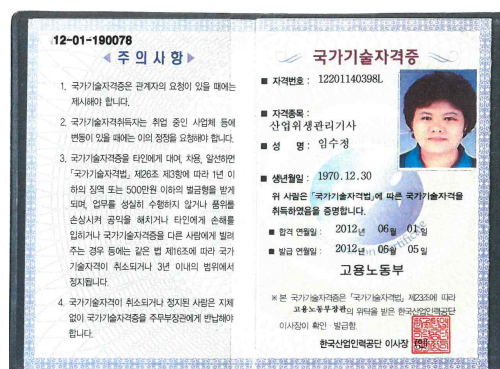 12-01-190078
◀ 주 의 사 항 ▶
1. 국가기술자격증은 관계자의 요청이 있을 때에는
제시해야 합니다.
2. 국가기술자격취득자는 취업 중인 사업체 등에
변동이 있을 때에는 이의 정정을 요청해야 합니다.
3. 국가기술자격증을 타인에게 대여, 차용, 알선하면
「국가기술자격법」 제26조 제3항에 따라 1년 이
하의 징역 또는 500만원 이하의 벌금형을 받게
되며, 업무를 성실히 수행하지 않거나 품위를
손상시켜 공익을 해치거나 타인에게 손해를
입히거나 국가기술자격증을 다른 사람에게 빌려
주는 경우 등에는 같은 법 제16조에 따라 국가
기술자격이 취소되거나 3년 이내의 범위에서
정지됩니다.
4. 국가기술자격이 취소되거나 정지된 사람은 지체
없이 국가기술자격증을 주무부장관에게 반납해야
합니다.
국가기술자격증
■ 자격번호 : 12201140398L
■ 자격종목 :
산업위생관리기사
■ 성 명 : 임수정
■ 생년월일 : 1970.12.30
위 사람은 「국가기술자격법」에 따른 국가기술자격을
취득하였음을 증명합니다.
■ 합격 연월일 : 2012년 06월 01일
■ 발급 연월일 : 2012년 06월 05일
고용노동부
※ 본 국가기술자격증은 「국가기술자격법」 제23조에 따라
고용노동부장관의 위탁을 받은 한국산업인력공단
이사장이 확인·발급함.
한국산업인력공단 이사장 (인)